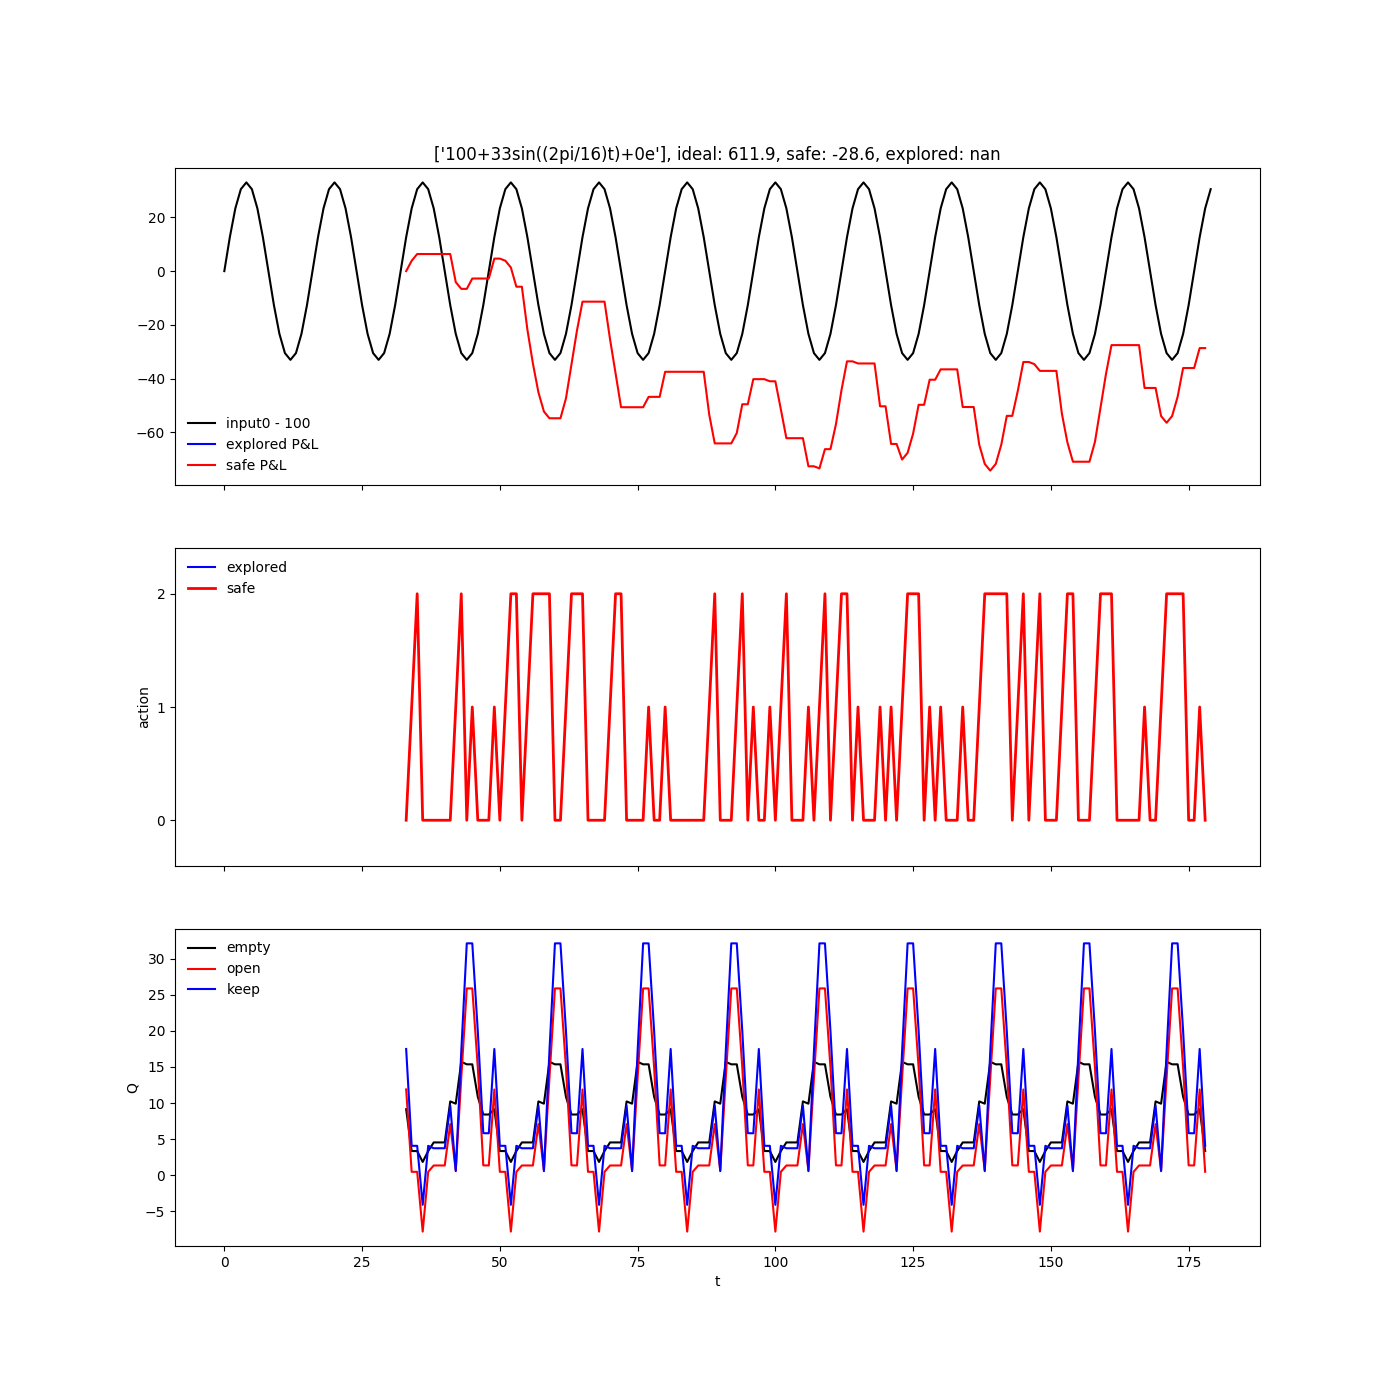 ['100+33sin((2pi/16)t)+0e'], ideal: 611.9, safe: -28.6, explored: nan
20
0
−20
−40
−60
input0 - 100
explored P&L
safe P&L
explored
safe
2
1
0
action
empty
open
keep
30
25
20
15
10
5
0
−5
Q
0 25 50 75 100 125 150 175
t